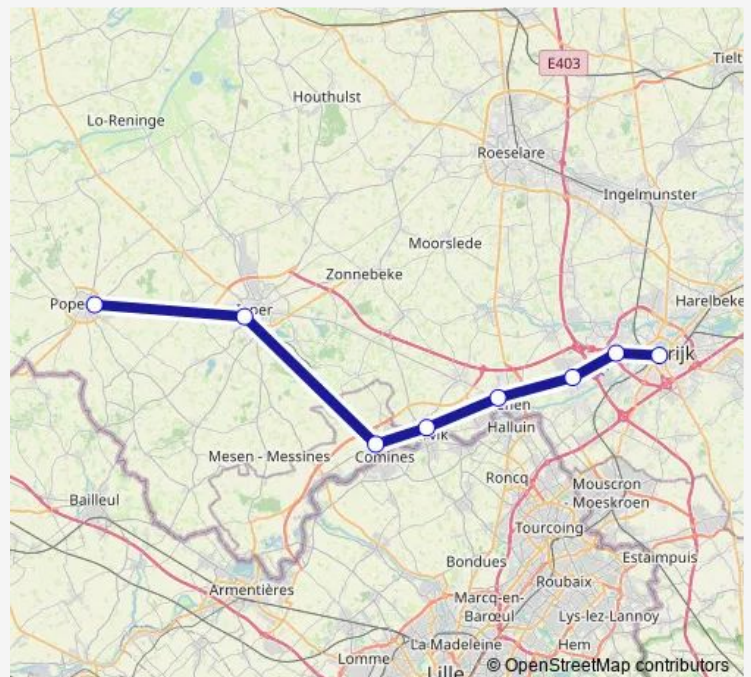 E403
Tielt
Houthulst
Lo-Reninge
Roeselare
Ingelmunster
Moorslede
Zonnebeke
Harelbeke
Pope
per
rijk
vik
Halluin
Mesen - Messines
Comines
Roncq
Mouscron
- Moeskroen
Bailleul
Tourcoing
Estaimpuis
Bondues
Roubaix
Armentières
Marcq-en-
Barœul
Lys-lez-Lannoy
La Madeleine
Hem
Lomme
Lille
© OpenStreetMap contributors